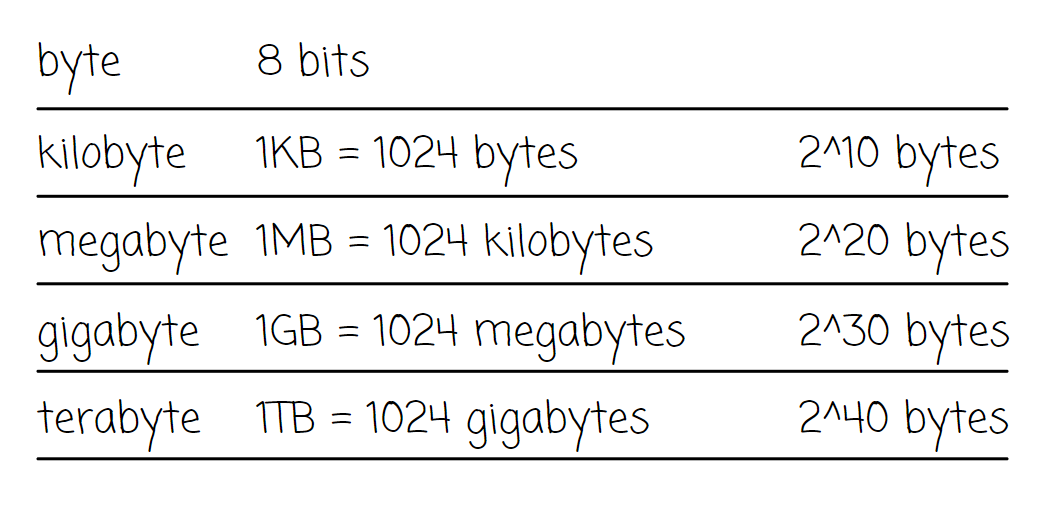 byte 8 bits
kilobyte 1KB = 1024 bytes 2^10 bytes
megabyte 1MB = 1024 kilobytes 2^20 bytes
gigabyte 1GB = 1024 megabytes 2^30 bytes
terabyte 1TB = 1024 gigabytes 2^40 bytes